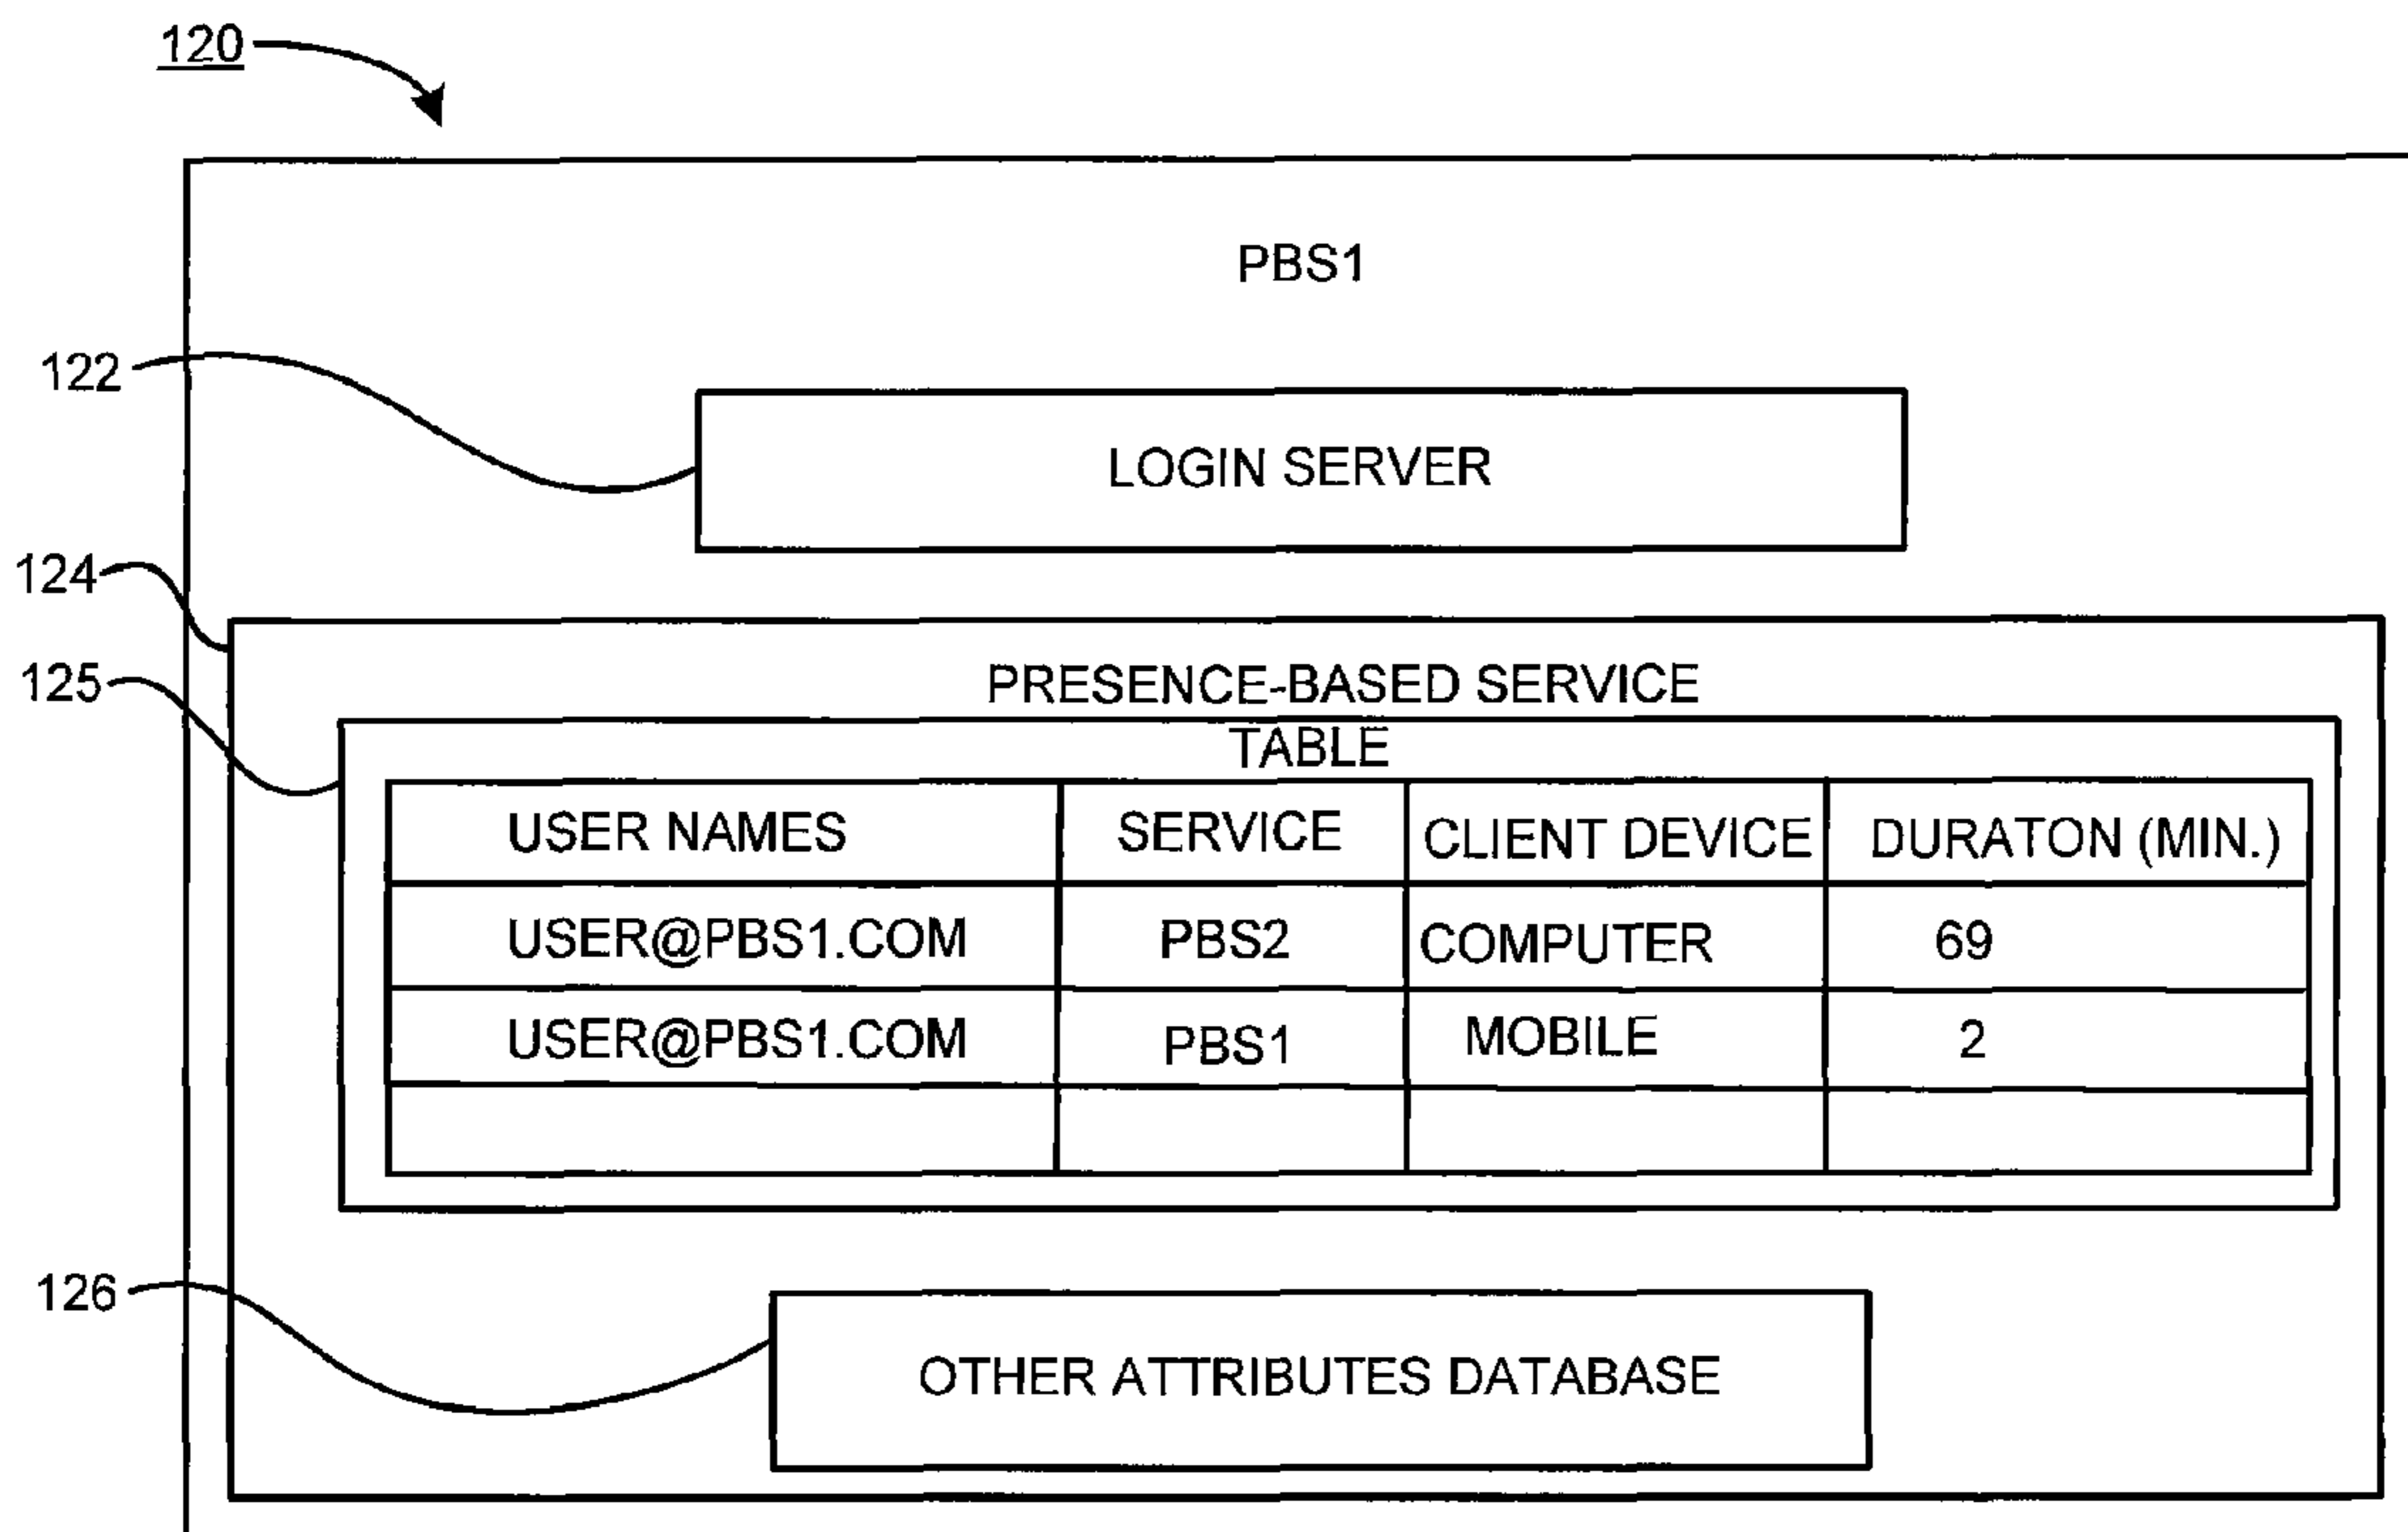 120
PBS1
122
LOGIN SERVER
124
PRESENCE-BASED SERVICE
125
TABLE
USER NAMES SERVICE CLIENT DEVICE DURATON (MIN.)
USER@PBS1.COM PBS2 COMPUTER 69
USER@PBS1.COM PBS1 MOBILE 2
126
OTHER ATTRIBUTES DATABASE